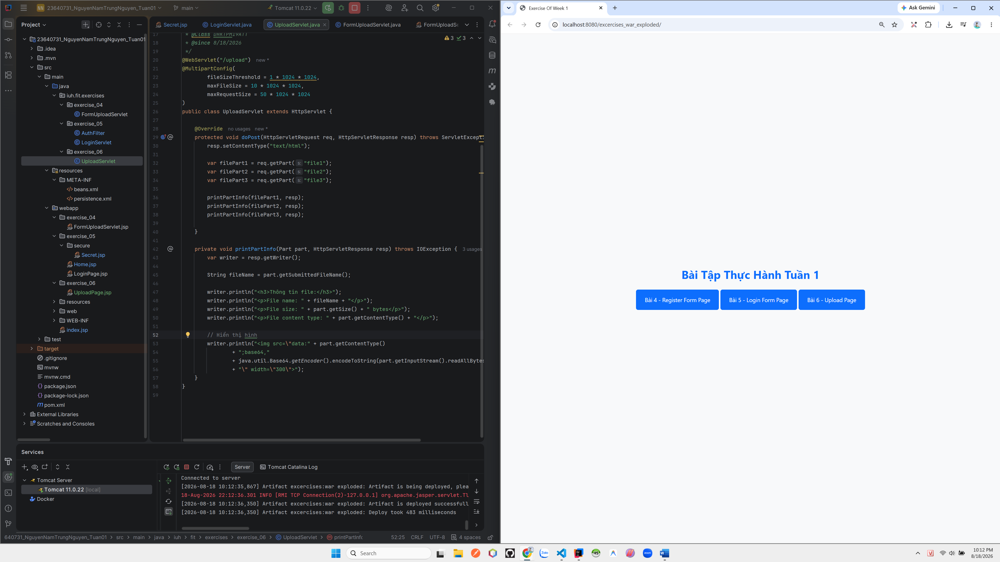 NN 23640731_NguyenNamTrungNguyen_Tuan01 main Tomcat 11.0.22
Project
23640731_NguyenNamTrungNguyen_Tuan01
.idea
.mvn
src
main
java
iuh.fit.exercises
exercise_04
FormUploadServlet
exercise_05
AuthFilter
LoginServlet
exercise_06
UploadServlet
resources
META-INF
beans.xml
persistence.xml
webapp
exercise_04
FormUploadServlet.jsp
exercise_05
secure
Secret.jsp
Home.jsp
LoginPage.jsp
exercise_06
UploadPage.jsp
resources
web
WEB-INF
index.jsp
test
target
.gitignore
mvnw
mvnw.cmd
package.json
package-lock.json
pom.xml
External Libraries
Scratches and Consoles
Secret.jsp LoginServlet.java UploadServlet.java FormUploadServlet.java FormUploadSe
3 3
17 * @Class DHKTPM19ATT
18 * @since 8/18/2026
19 */
20 @WebServlet("/upload") new *
21 @MultipartConfig(
22 fileSizeThreshold = 1 * 1024 * 1024,
23 maxFileSize = 10 * 1024 * 1024,
24 maxRequestSize = 50 * 1024 * 1024
25 )
26 public class UploadServlet extends HttpServlet {
27
28 @Override no usages new *
29 protected void doPost(HttpServletRequest req, HttpServletResponse resp) throws ServletExcepti
30 resp.setContentType("text/html");
31
32 var filePart1 = req.getPart( s: "file1");
33 var filePart2 = req.getPart( s: "file2");
34 var filePart3 = req.getPart( s: "file3");
35
36 printPartInfo(filePart1, resp);
37 printPartInfo(filePart2, resp);
38 printPartInfo(filePart3, resp);
39
40 }
41
42 private void printPartInfo(Part part, HttpServletResponse resp) throws IOException { 3 usages
43 var writer = resp.getWriter();
44
45 String fileName = part.getSubmittedFileName();
46
47 writer.println("<h3>Thông tin file:</h3>");
48 writer.println("<p>File name: " + fileName + "</p>");
49 writer.println("<p>File size: " + part.getSize() + " bytes</p>");
50 writer.println("<p>File content type: " + part.getContentType() + "</p>");
51
52 // Hiển thị hình
53 writer.println("<img src=\"data:" + part.getContentType()
54 + ";base64,"
55 + java.util.Base64.getEncoder().encodeToString(part.getInputStream().readAllBytes
56 + "\" width=\"300\">");
57 }
58 }
59
Services
Server Tomcat Catalina Log
Tomcat Server
Tomcat 11.0.22 [local]
Docker
Connected to server
[2026-08-18 10:12:35,867] Artifact excercises:war exploded: Artifact is being deployed, plea
18-Aug-2026 22:12:36.301 INFO [RMI TCP Connection(2)-127.0.0.1] org.apache.jasper.servlet.Tl
[2026-08-18 10:12:36,350] Artifact excercises:war exploded: Artifact is deployed successfull
[2026-08-18 10:12:36,350] Artifact excercises:war exploded: Deploy took 483 milliseconds
640731_NguyenNamTrungNguyen_Tuan01 > src > main > java > iuh > fit > exercises > exercise_06 > UploadServlet > printPartInfo 52:25 CRLF UTF-8 4 spaces
Exercise Of Week 1
Ask Gemini
localhost:8080/excercises_war_exploded/
Bài Tập Thực Hành Tuần 1
Bài 4 - Register Form Page Bài 5 - Login Form Page Bài 6 - Upload Page
Search
Zalo
HS
zoom
10:12 PM
8/18/2026